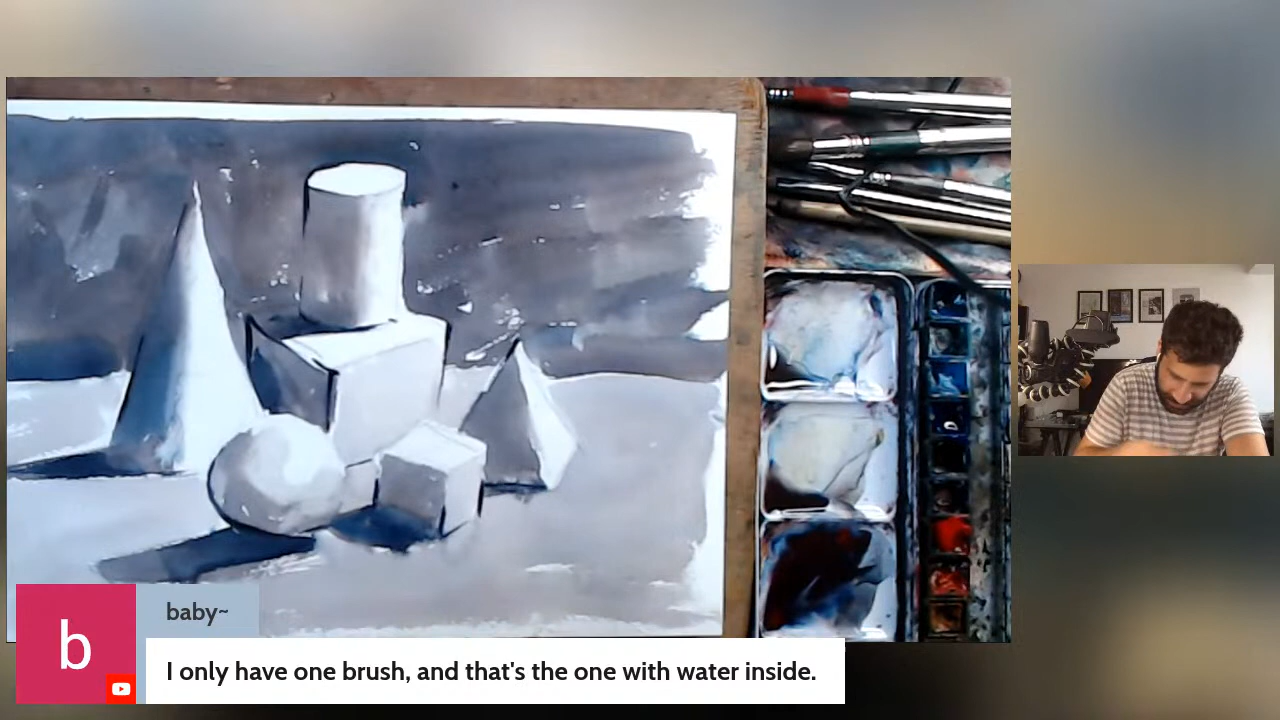 b
baby~
I only have one brush, and that's the one with water inside.